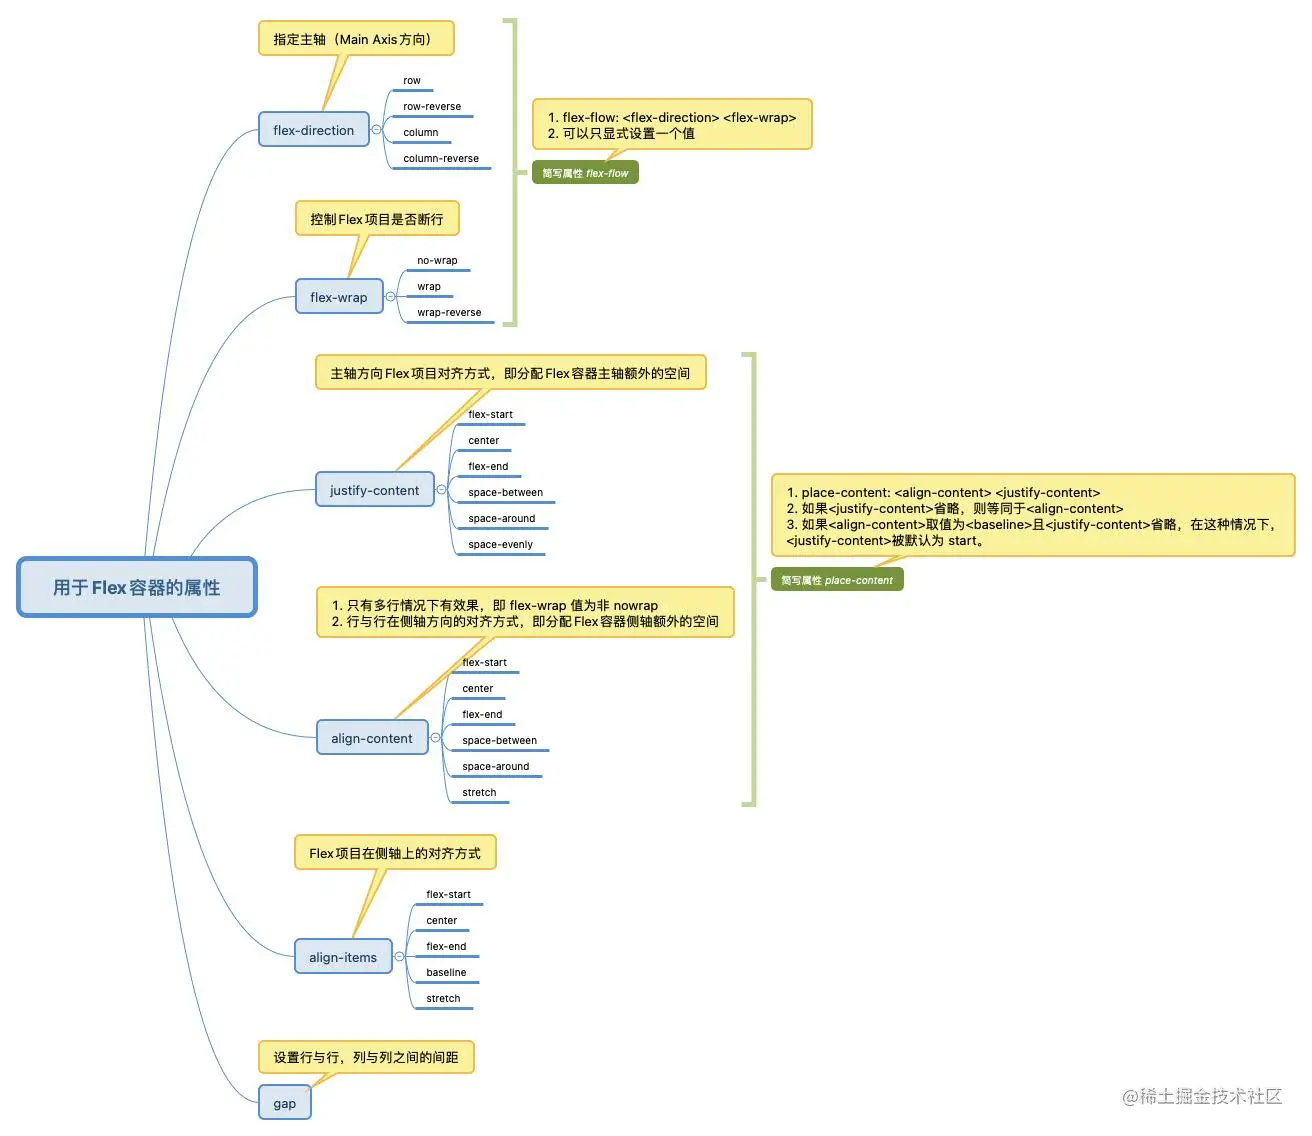 用于 Flex 容器的属性
指定主轴（Main Axis 方向）
flex-direction
row
row-reverse
column
column-reverse
控制 Flex 项目是否断行
flex-wrap
no-wrap
wrap
wrap-reverse
1. flex-flow: <flex-direction> <flex-wrap>
2. 可以只显式设置一个值
简写属性 flex-flow
主轴方向 Flex 项目对齐方式，即分配 Flex 容器主轴额外的空间
justify-content
flex-start
center
flex-end
space-between
space-around
space-evenly
1. 只有多行情况下有效果，即 flex-wrap 值为非 nowrap
2. 行与行在侧轴方向的对齐方式，即分配 Flex 容器侧轴额外的空间
align-content
flex-start
center
flex-end
space-between
space-around
stretch
1. place-content: <align-content> <justify-content>
2. 如果<justify-content>省略，则等同于<align-content>
3. 如果<align-content>取值为<baseline>且<justify-content>省略，在这种情况下，
<justify-content>被默认为 start。
简写属性 place-content
Flex 项目在侧轴上的对齐方式
align-items
flex-start
center
flex-end
baseline
stretch
设置行与行，列与列之间的间距
gap
@稀土掘金技术社区